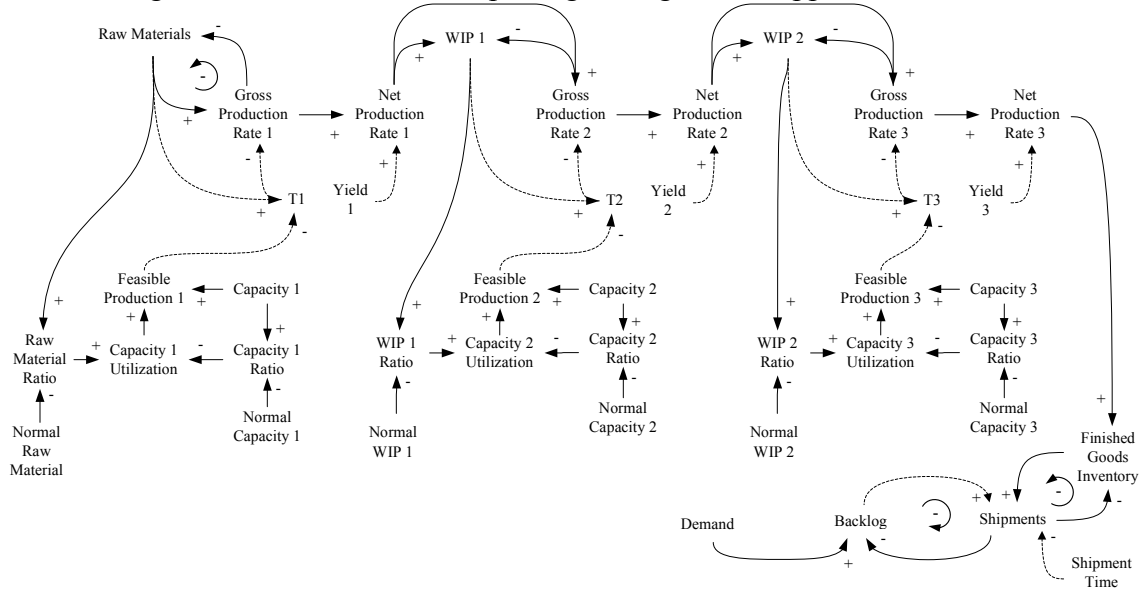 Raw Materials
WIP 1
WIP 2
Gross
Production
Rate 1
Net
Production
Rate 1
Gross
Production
Rate 2
Net
Production
Rate 2
Gross
Production
Rate 3
Net
Production
Rate 3
T1
Yield
1
T2
Yield
2
T3
Yield
3
Feasible
Production 1
Capacity 1
Feasible
Production 2
Capacity 2
Feasible
Production 3
Capacity 3
Raw
Material
Ratio
Capacity 1
Utilization
Capacity 1
Ratio
WIP 1
Ratio
Capacity 2
Utilization
Capacity 2
Ratio
WIP 2
Ratio
Capacity 3
Utilization
Capacity 3
Ratio
Normal
Raw
Material
Normal
Capacity 1
Normal
WIP 1
Normal
Capacity 2
Normal
WIP 2
Normal
Capacity 3
Finished
Goods
Inventory
Demand
Backlog
Shipments
Shipment
Time